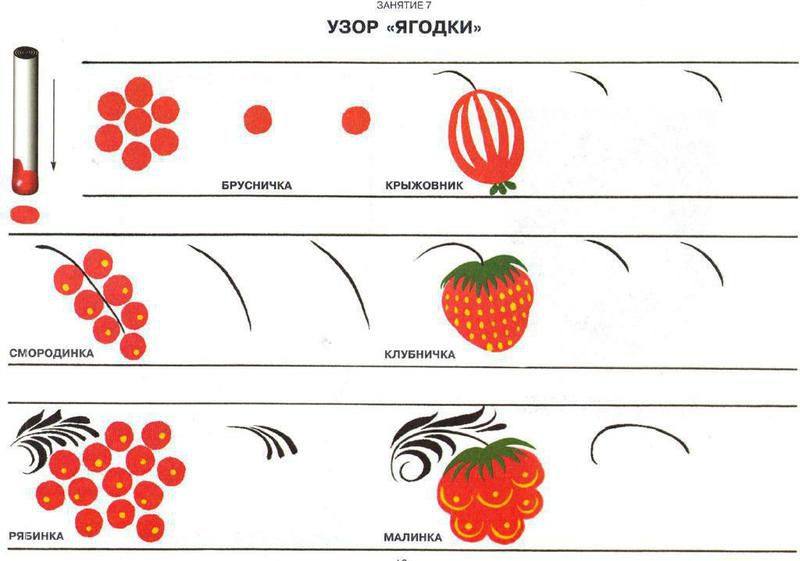 ЗАНЯТИЕ 7
УЗОР «ЯГОДКИ»
БРУСНИЧКА
КРЫЖОВНИК
СМОРОДИНКА
КЛУБНИЧКА
РЯБИНКА
МАЛИНКА